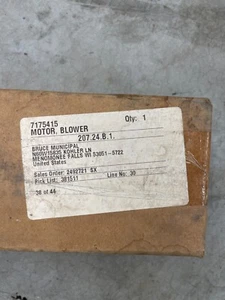 7175415 Qty: 1
MOTOR, BLOWER
207.24.B.1.
BRUCE MUNICIPAL
N60W15835 KOHLER LN
MENOMONEE FALLS WI 53051-5722
United States
Sales Order: 2492721 SX
Pick List: 381511 Line No: 30
38 of 44